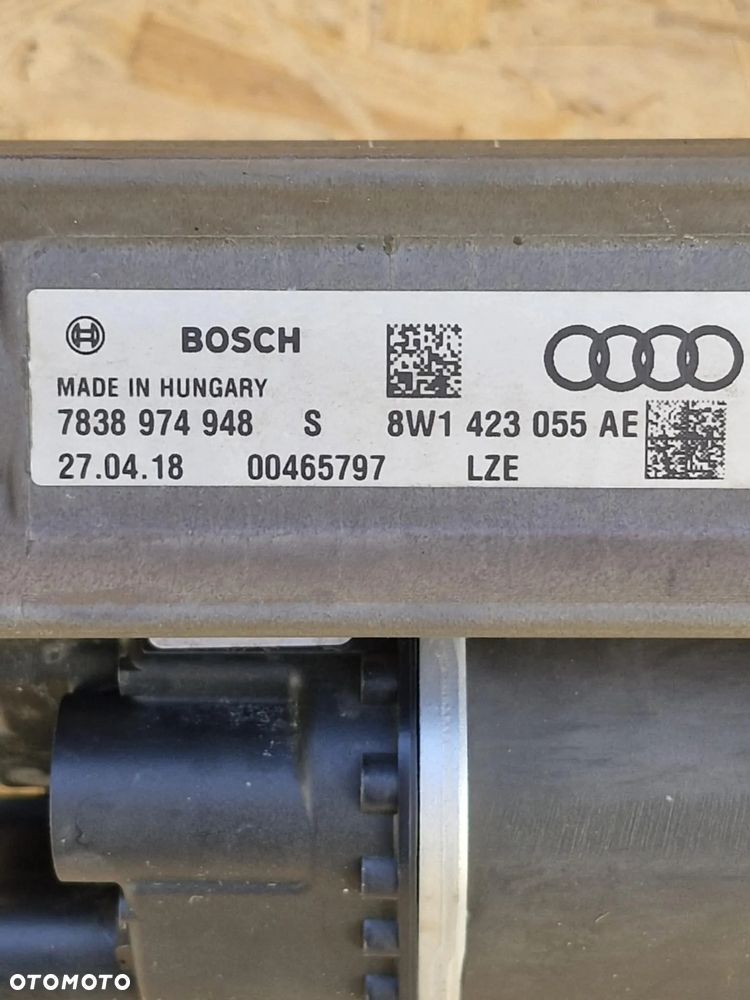 BOSCH
MADE IN HUNGARY
7838 974 948 S 8W1 423 055 AE
27.04.18 00465797 LZE
OTOMOTO